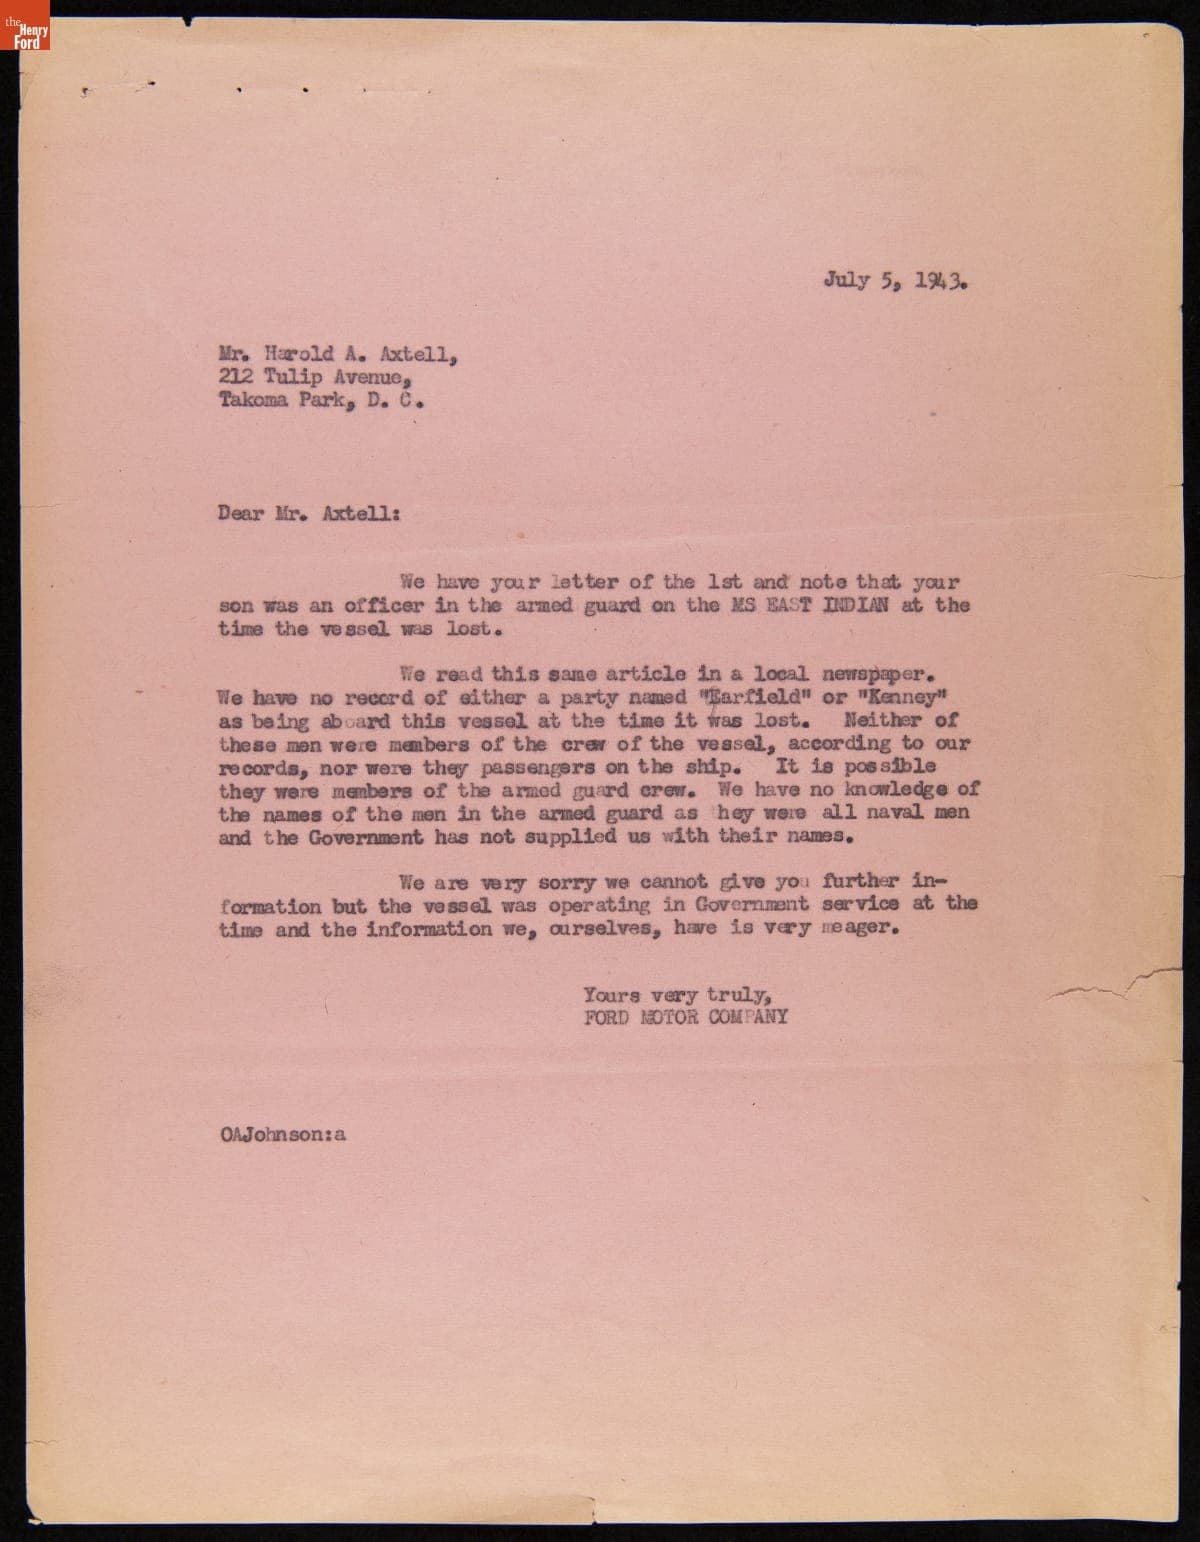 the
Henry
Ford
July 5, 1943.
Mr. Harold A. Axtell,
212 Tulip Avenue,
Takoma Park, D. C.
Dear Mr. Axtell:
We have your letter of the 1st and note that your
son was an officer in the armed guard on the MS EAST INDIAN at the
time the vessel was lost.
We read this same article in a local newspaper.
We have no record of either a party named "Barfield" or "Kenney"
as being aboard this vessel at the time it was lost. Neither of
these men were members of the crew of the vessel, according to our
records, nor were they passengers on the ship. It is possible
they were members of the armed guard crew. We have no knowledge of
the names of the men in the armed guard as they were all naval men
and the Government has not supplied us with their names.
We are very sorry we cannot give you further in-
formation but the vessel was operating in Government service at the
time and the information we, ourselves, have is very meager.
Yours very truly,
FORD MOTOR COMPANY
OAJohnson:a